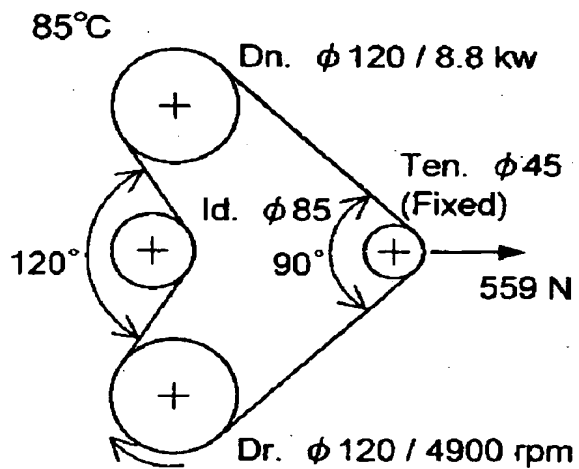 85°C
Dn. ϕ120 / 8.8 kw
Ten. ϕ45
(Fixed)
Id. ϕ85
120°
90°
559 N
Dr. ϕ120 / 4900 rpm